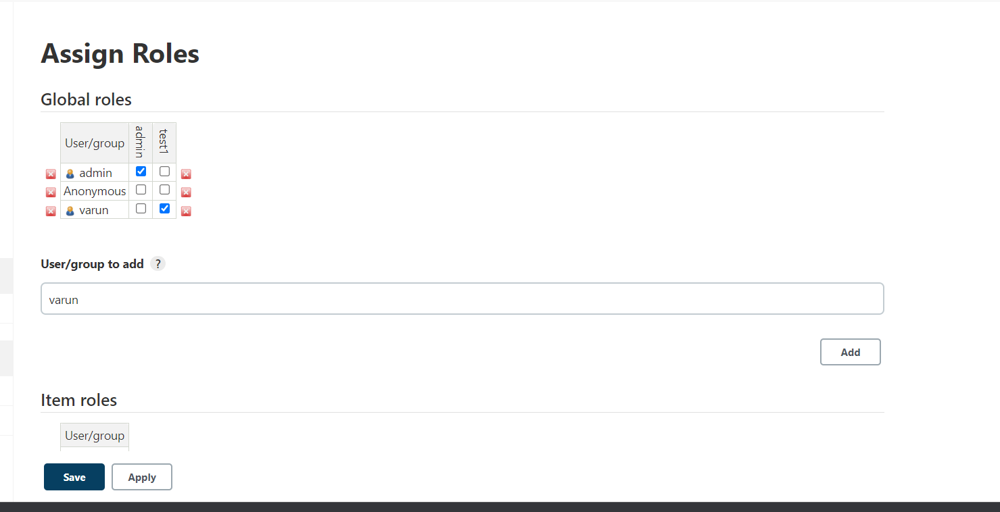 Assign Roles
Global roles
User/group admin test1
admin
Anonymous
varun
User/group to add ?
varun
Add
Item roles
User/group
Save Apply